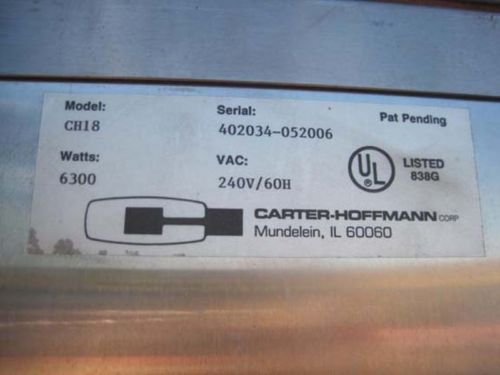 Model: Serial: Pat Pending
CH18 402034-052006
Watts: VAC: UL LISTED
6300 240V/60H 838G
CARTER-HOFFMANN CORP
Mundelein, IL 60060